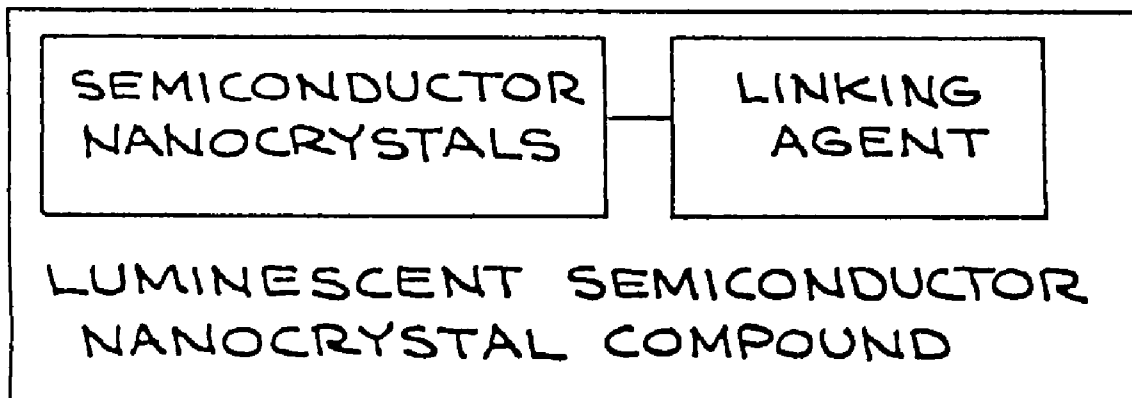 SEMICONDUCTOR
NANOCRYSTALS
LINKING
AGENT
LUMINESCENT SEMICONDUCTOR
NANOCRYSTAL COMPOUND